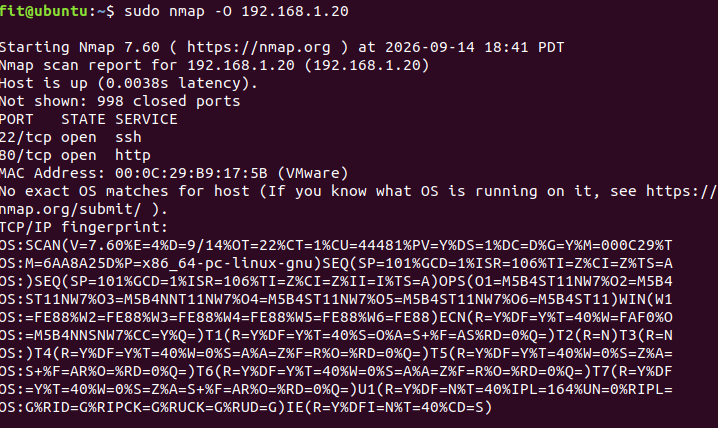 fit@ubuntu:~$ sudo nmap -O 192.168.1.20
Starting Nmap 7.60 ( https://nmap.org ) at 2026-09-14 18:41 PDT
Nmap scan report for 192.168.1.20 (192.168.1.20)
Host is up (0.0038s latency).
Not shown: 998 closed ports
PORT   STATE SERVICE
22/tcp open  ssh
80/tcp open  http
MAC Address: 00:0C:29:B9:17:5B (VMware)
No exact OS matches for host (If you know what OS is running on it, see https://
nmap.org/submit/ ).
TCP/IP fingerprint:
OS:SCAN(V=7.60%E=4%D=9/14%OT=22%CT=1%CU=44481%PV=Y%DS=1%DC=D%G=Y%M=000C29%T
OS:M=6AA8A25D%P=x86_64-pc-linux-gnu)SEQ(SP=101%GCD=1%ISR=106%TI=Z%CI=Z%TS=A
OS:)SEQ(SP=101%GCD=1%ISR=106%TI=Z%CI=Z%II=I%TS=A)OPS(O1=M5B4ST11NW7%O2=M5B4
OS:ST11NW7%O3=M5B4NNT11NW7%O4=M5B4ST11NW7%O5=M5B4ST11NW7%O6=M5B4ST11)WIN(W1
OS:=FE88%W2=FE88%W3=FE88%W4=FE88%W5=FE88%W6=FE88)ECN(R=Y%DF=Y%T=40%W=FAF0%O
OS:=M5B4NNSNW7%CC=Y%Q=)T1(R=Y%DF=Y%T=40%S=O%A=S+%F=AS%RD=0%Q=)T2(R=N)T3(R=N
OS:)T4(R=Y%DF=Y%T=40%W=0%S=A%A=Z%F=R%O=%RD=0%Q=)T5(R=Y%DF=Y%T=40%W=0%S=Z%A=
OS:S+%F=AR%O=%RD=0%Q=)T6(R=Y%DF=Y%T=40%W=0%S=A%A=Z%F=R%O=%RD=0%Q=)T7(R=Y%DF
OS:=Y%T=40%W=0%S=Z%A=S+%F=AR%O=%RD=0%Q=)U1(R=Y%DF=N%T=40%IPL=164%UN=0%RIPL=
OS:G%RID=G%RIPCK=G%RUCK=G%RUD=G)IE(R=Y%DFI=N%T=40%CD=S)